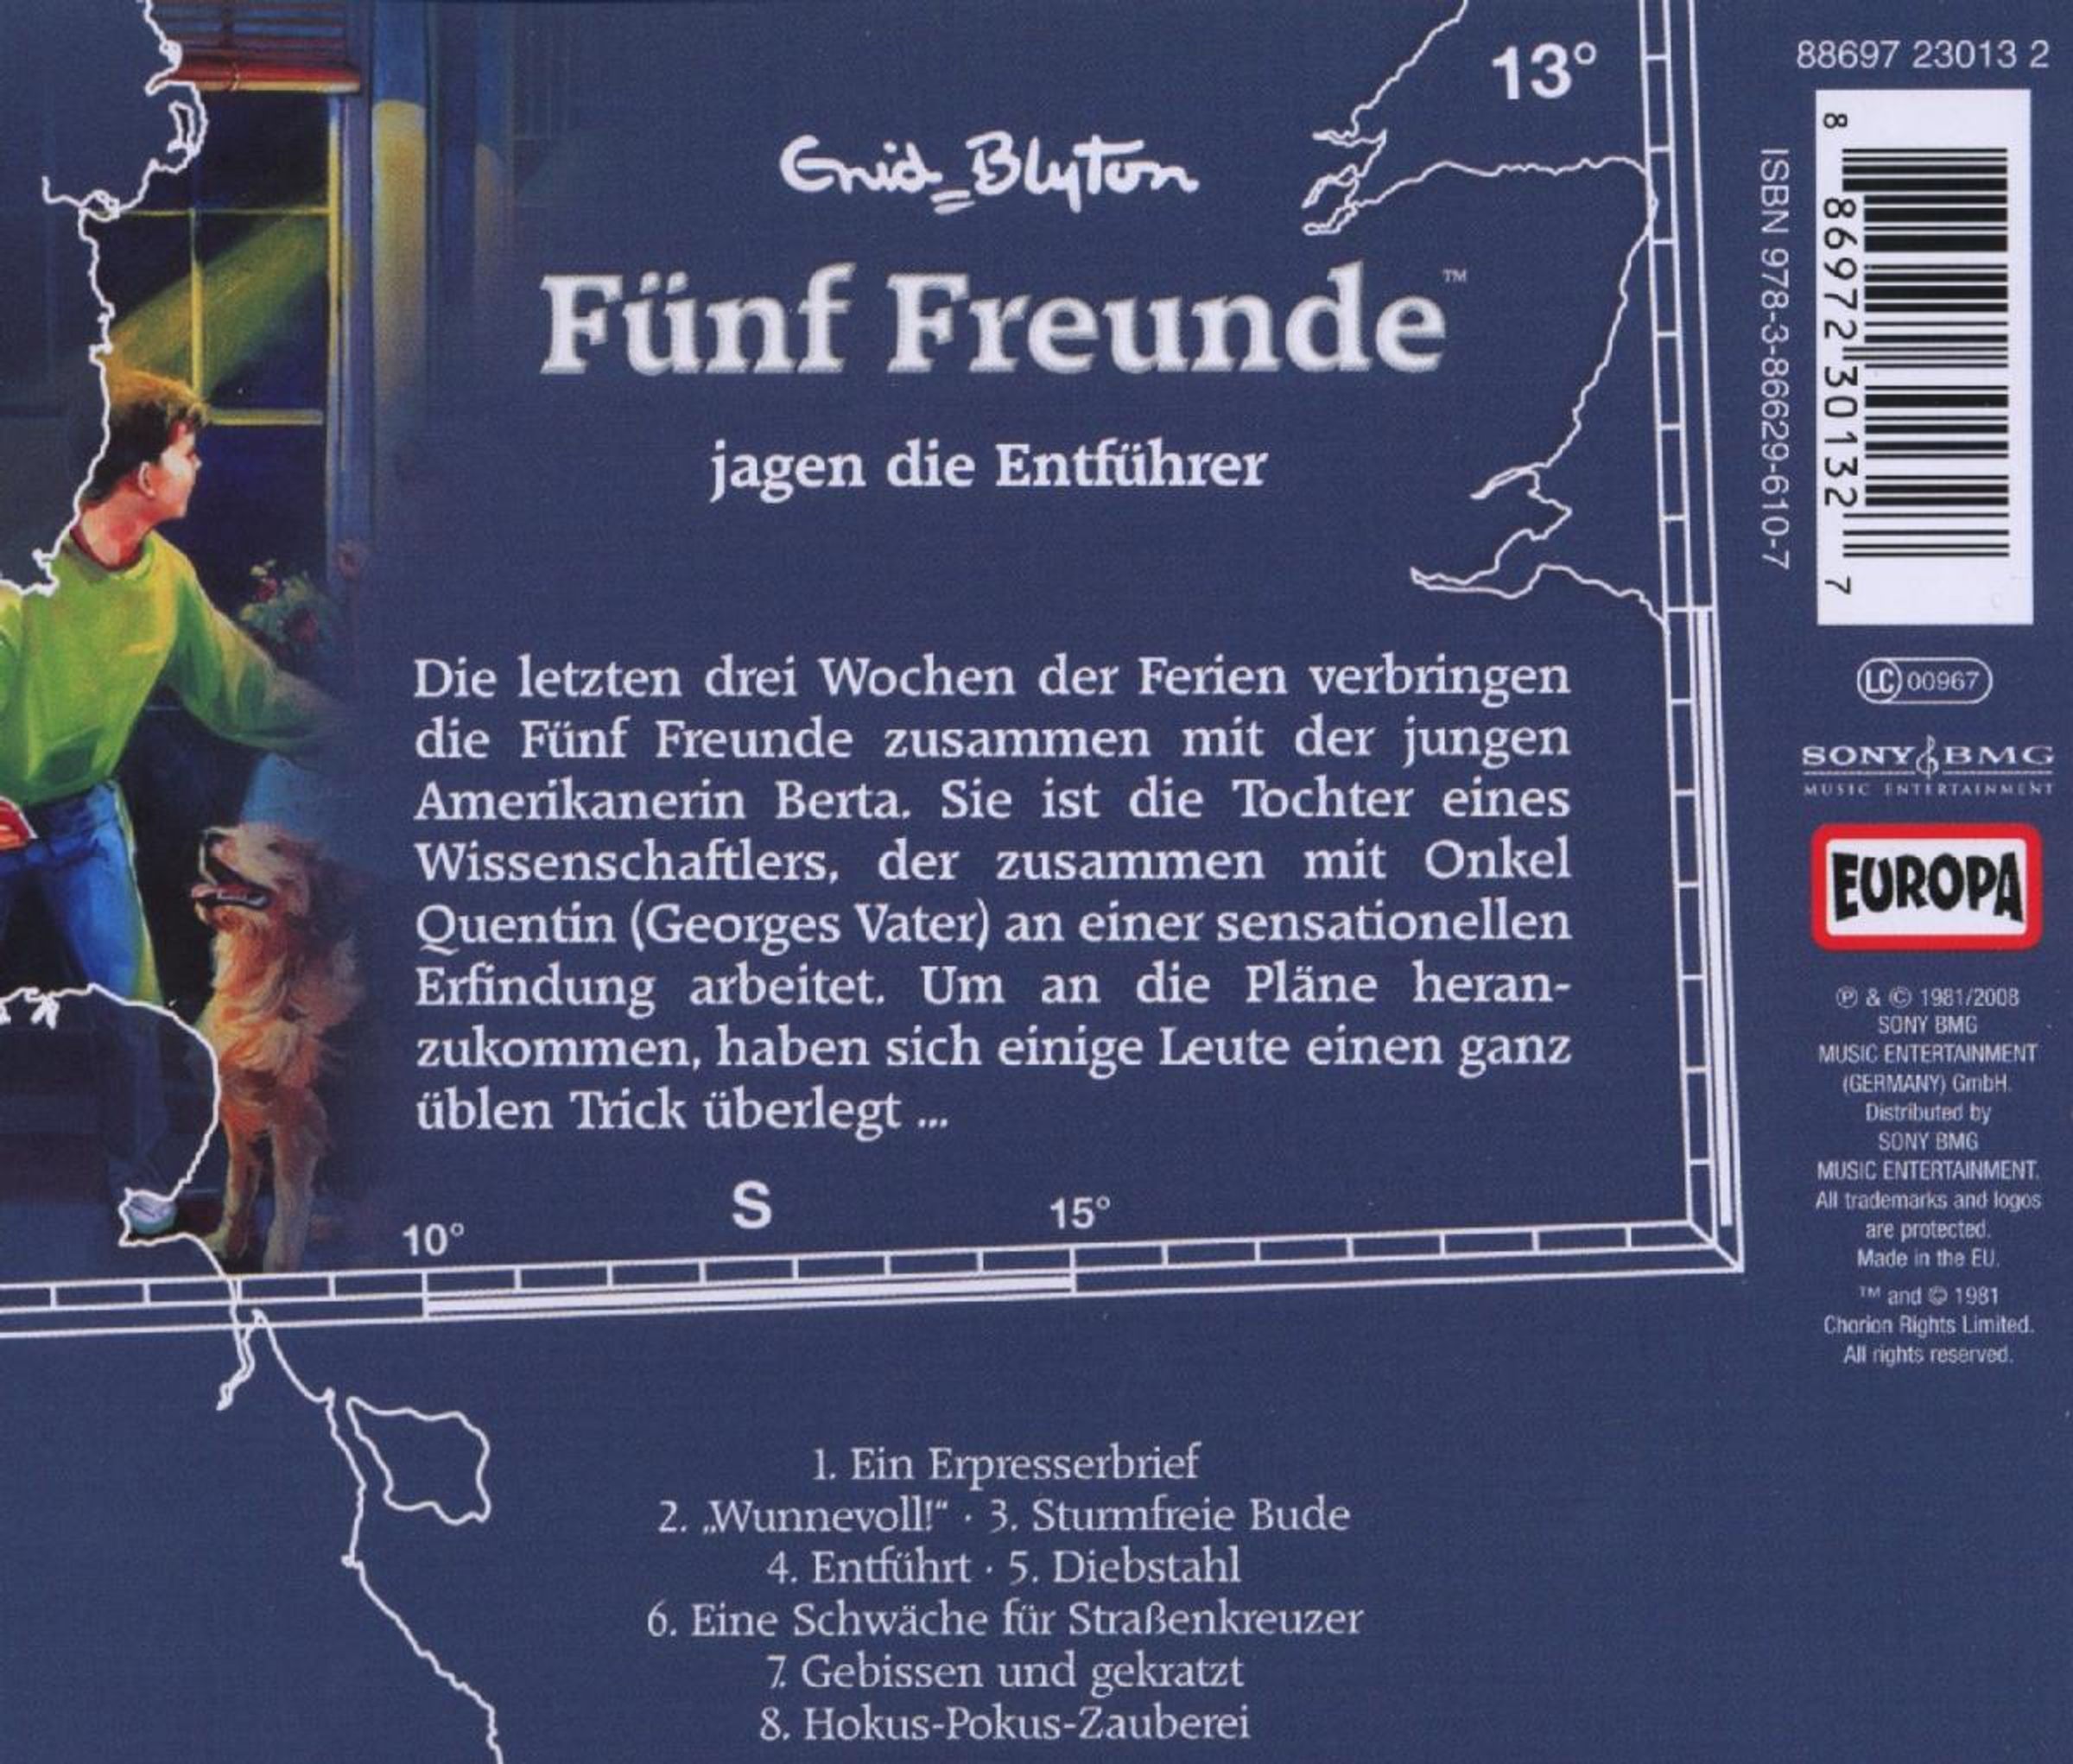 13°
Enid Blyton
Fünf Freunde™
jagen die Entführer
Die letzten drei Wochen der Ferien verbringen
die Fünf Freunde zusammen mit der jungen
Amerikanerin Berta. Sie ist die Tochter eines
Wissenschaftlers, der zusammen mit Onkel
Quentin (Georges Vater) an einer sensationellen
Erfindung arbeitet. Um an die Pläne heran-
zukommen, haben sich einige Leute einen ganz
üblen Trick überlegt ...
10°
S
15°
1. Ein Erpresserbrief
2. „Wunnevoll!“ · 3. Sturmfreie Bude
4. Entführt · 5. Diebstahl
6. Eine Schwäche für Straßenkreuzer
7. Gebissen und gekratzt
8. Hokus-Pokus-Zauberei
88697 23013 2
ISBN 978-3-86629-610-7
8 86972 30132 7
LC 00967
SONY BMG
MUSIC ENTERTAINMENT
EUROPA
℗ & © 1981/2008
SONY BMG
MUSIC ENTERTAINMENT
(GERMANY) GmbH.
Distributed by
SONY BMG
MUSIC ENTERTAINMENT.
All trademarks and logos
are protected.
Made in the EU.
™ and © 1981
Chorion Rights Limited.
All rights reserved.